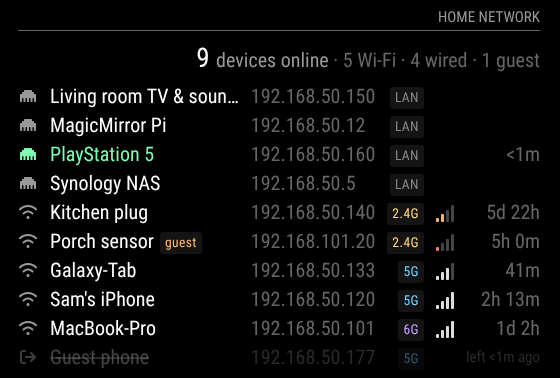 HOME NETWORK
9 devices online · 5 Wi-Fi · 4 wired · 1 guest
Living room TV & soun… 192.168.50.150 LAN
MagicMirror Pi 192.168.50.12 LAN
PlayStation 5 192.168.50.160 LAN <1m
Synology NAS 192.168.50.5 LAN
Kitchen plug 192.168.50.140 2.4G 5d 22h
Porch sensor guest 192.168.101.20 2.4G 5h 0m
Galaxy-Tab 192.168.50.133 5G 41m
Sam's iPhone 192.168.50.120 5G 2h 13m
MacBook-Pro 192.168.50.101 6G 1d 2h
Guest phone 192.168.50.177 5G left <1m ago